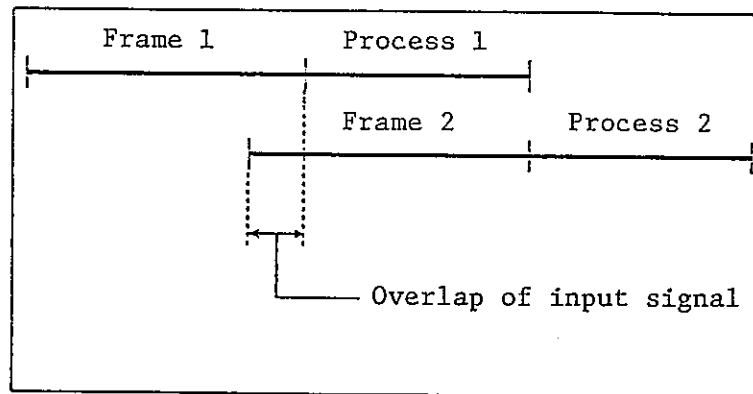 Frame 1 Process 1
Frame 2 Process 2
Overlap of input signal